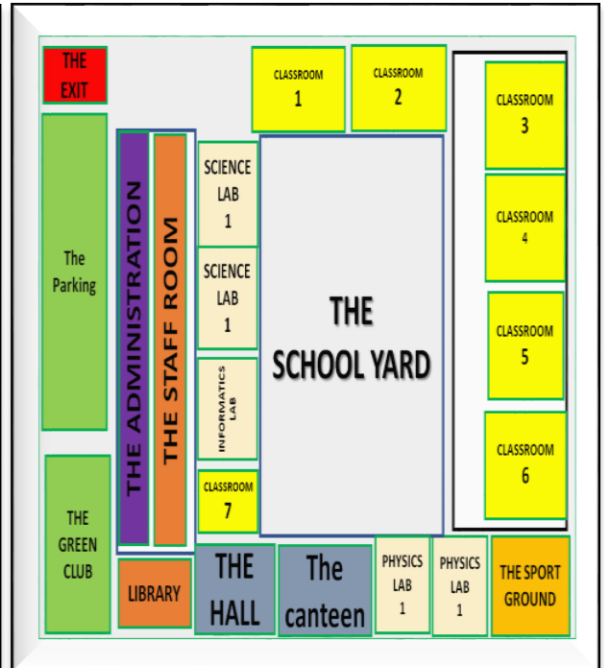 THE
EXIT
CLASSROOM
1
CLASSROOM
2
CLASSROOM
3
The
Parking
THE ADMINISTRATION
THE STAFF ROOM
SCIENCE
LAB
1
SCIENCE
LAB
1
INFORMATICS
LAB
CLASSROOM
7
THE
SCHOOL YARD
CLASSROOM
4
CLASSROOM
5
CLASSROOM
6
THE
GREEN
CLUB
LIBRARY
THE
HALL
The
canteen
PHYSICS
LAB
1
PHYSICS
LAB
1
THE SPORT
GROUND